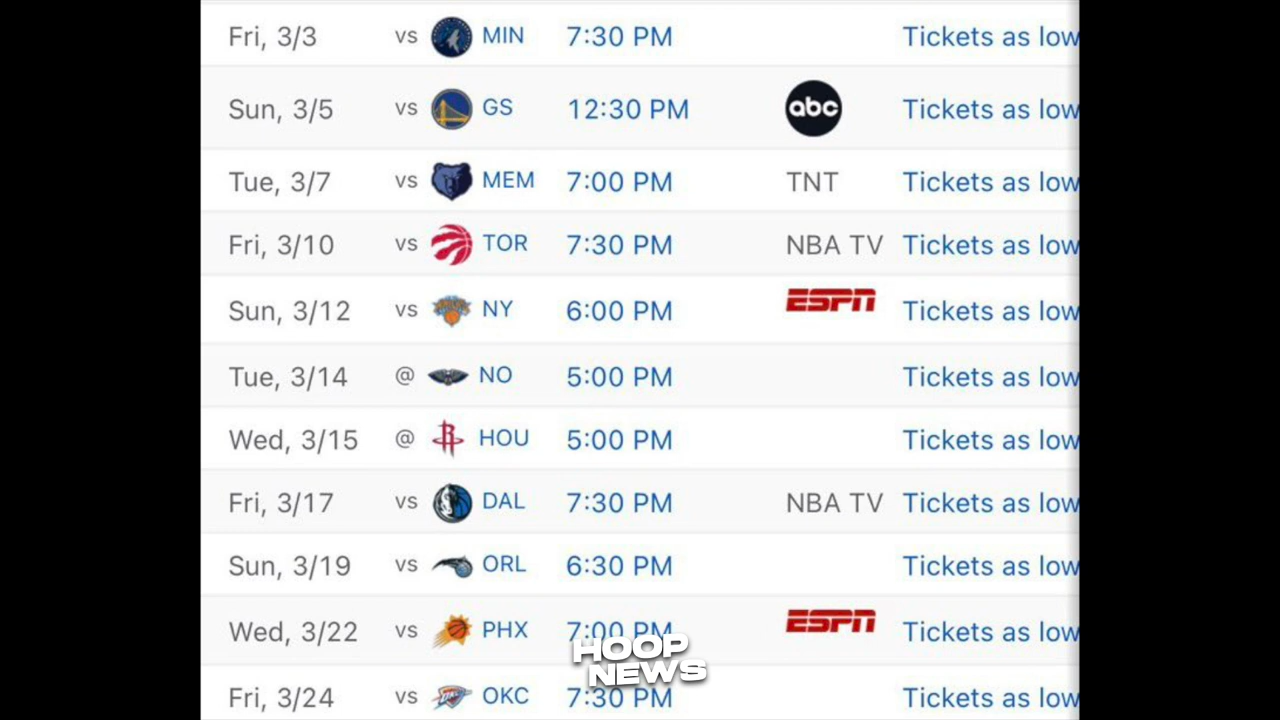 Fri, 3/3 vs MIN 7:30 PM Tickets as low
Sun, 3/5 vs GS 12:30 PM abc Tickets as low
Tue, 3/7 vs MEM 7:00 PM TNT Tickets as low
Fri, 3/10 vs TOR 7:30 PM NBA TV Tickets as low
Sun, 3/12 vs NY 6:00 PM ESPN Tickets as low
Tue, 3/14 @ NO 5:00 PM Tickets as low
Wed, 3/15 @ HOU 5:00 PM Tickets as low
Fri, 3/17 vs DAL 7:30 PM NBA TV Tickets as low
Sun, 3/19 vs ORL 6:30 PM Tickets as low
Wed, 3/22 vs PHX 7:00 PM ESPN Tickets as low
HOOP
NEWS
Fri, 3/24 vs OKC 7:30 PM Tickets as low